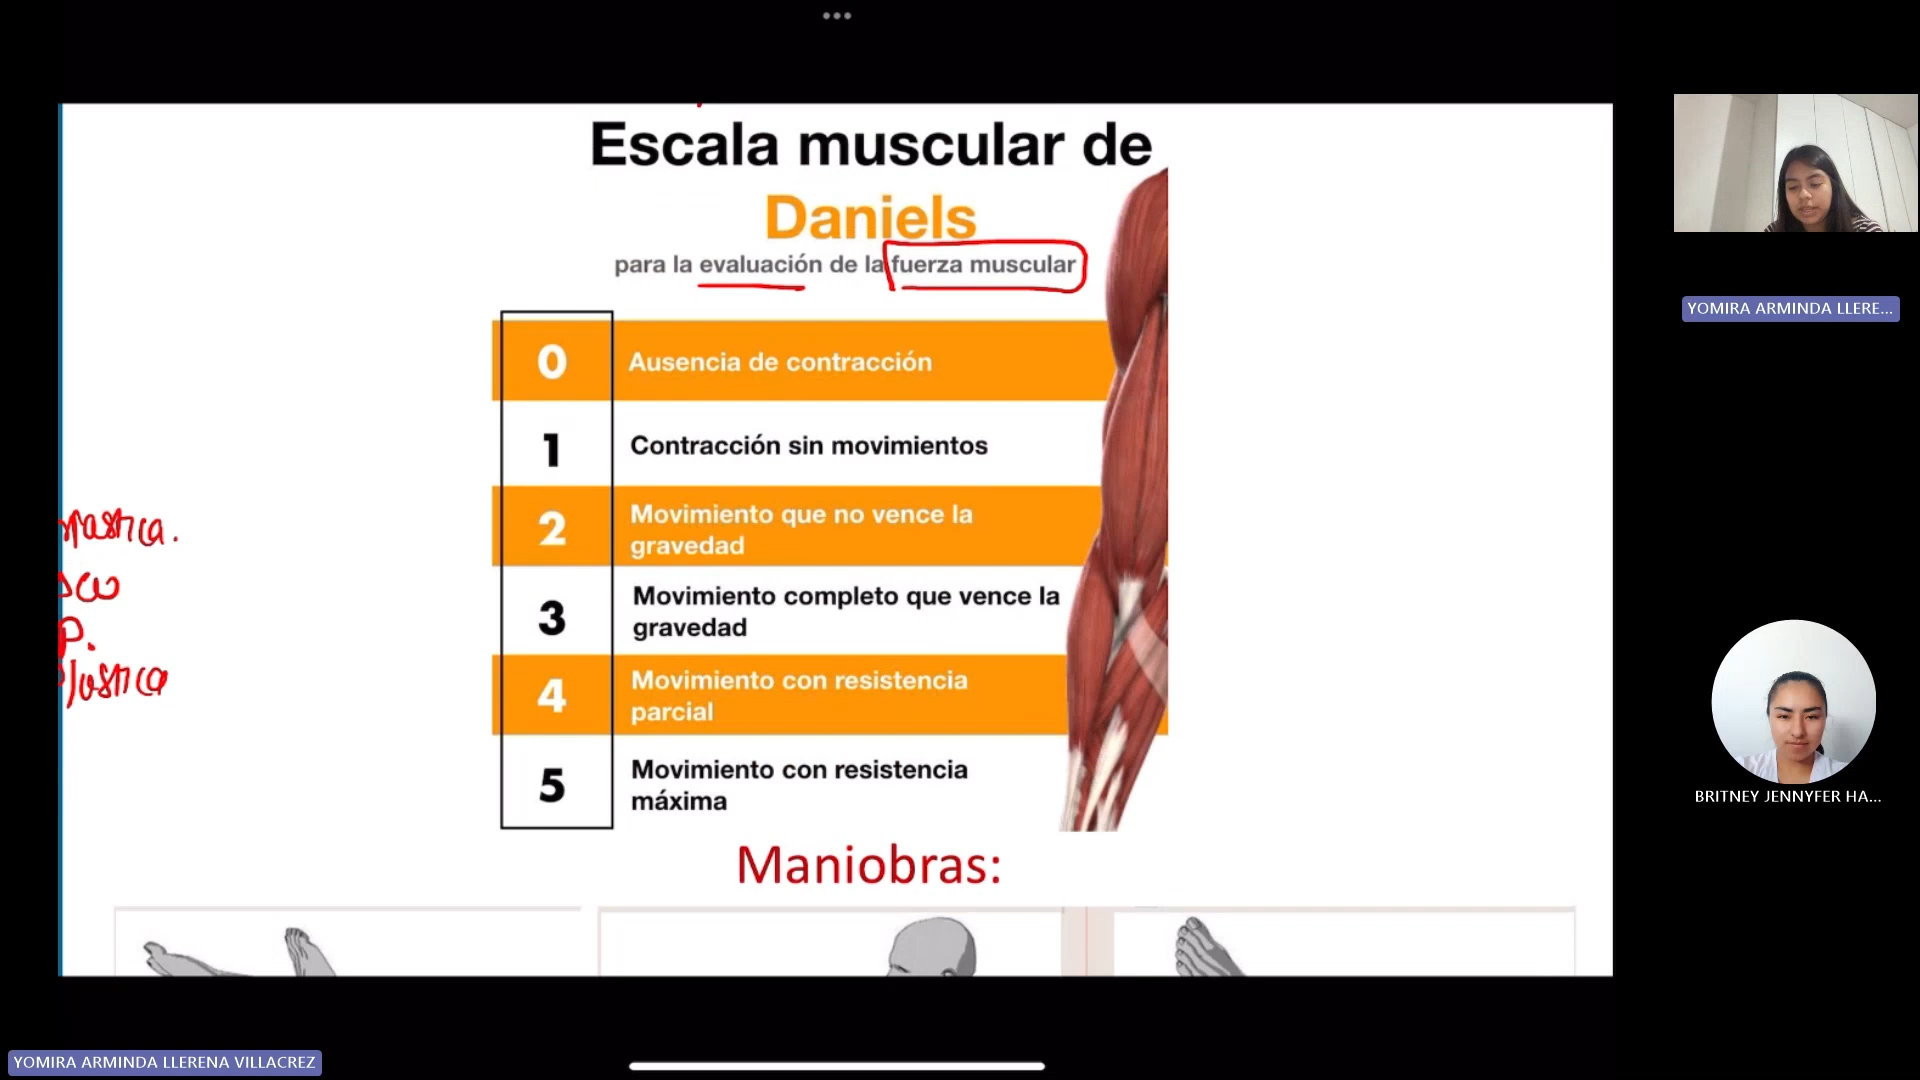 Escala muscular de
Daniels
para la evaluación de la fuerza muscular
0 Ausencia de contracción
1 Contracción sin movimientos
2 Movimiento que no vence la
gravedad
3 Movimiento completo que vence la
gravedad
4 Movimiento con resistencia
parcial
5 Movimiento con resistencia
máxima
Maniobras:
YOMIRA ARMINDA LLERE...
BRITNEY JENNYFER HA...
YOMIRA ARMINDA LLERENA VILLACREZ